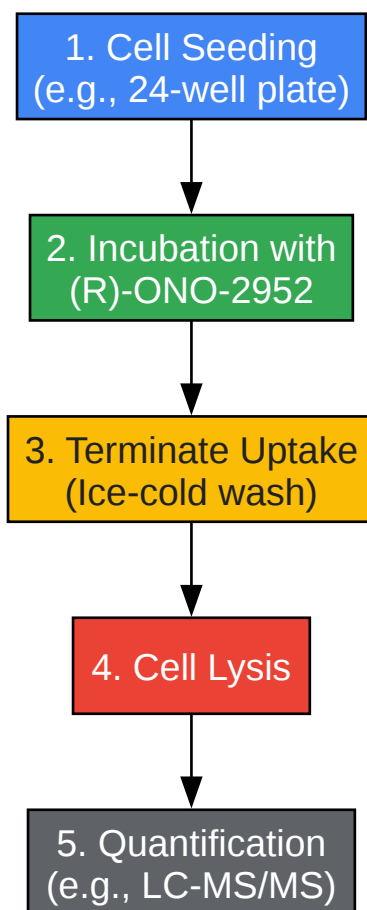 1. Cell Seeding
(e.g., 24-well plate)
2. Incubation with
(R)-ONO-2952
3. Terminate Uptake
(Ice-cold wash)
4. Cell Lysis
5. Quantification
(e.g., LC-MS/MS)